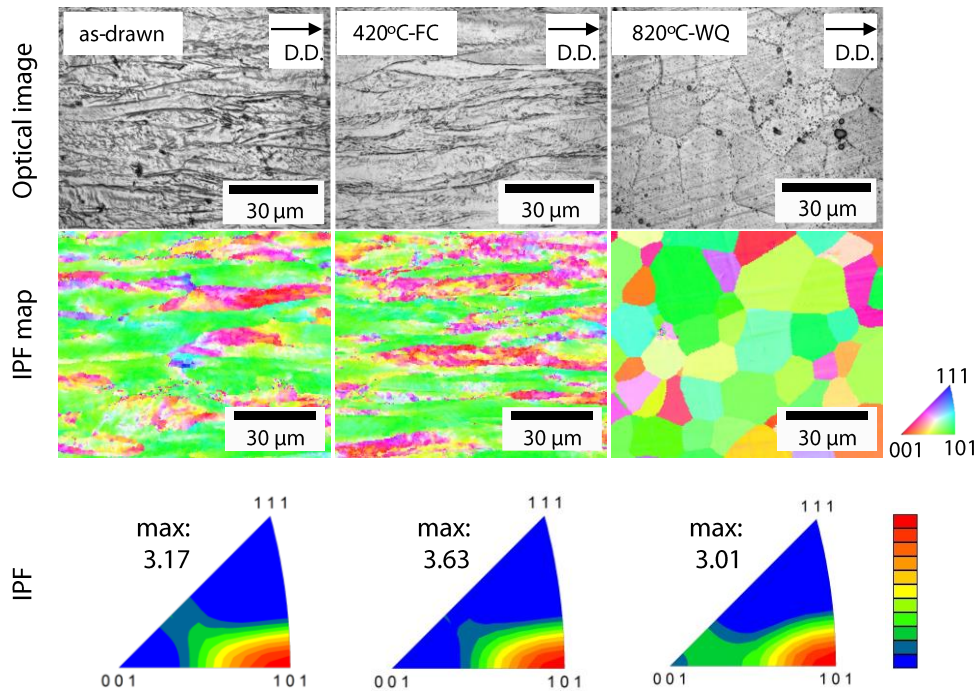 as-drawn
D.D.
420ºC-FC
D.D.
820ºC-WQ
D.D.
Optical image
30 µm
30 µm
30 µm
IPF map
30 µm
30 µm
30 µm
111
001
101
IPF
max:
3.17
111
001
101
max:
3.63
111
001
101
max:
3.01
111
001
101